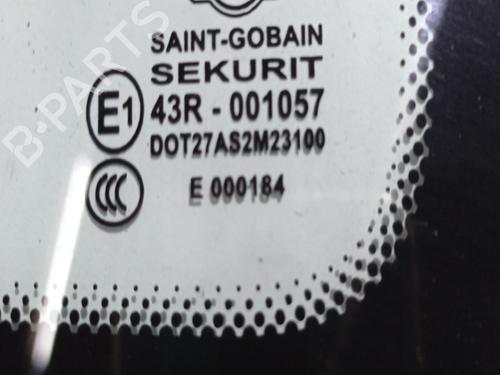 B-PARTS
SAINT-GOBAIN
SEKURIT
E1 43R - 001057
DOT27AS2M23100
CCC E 000184